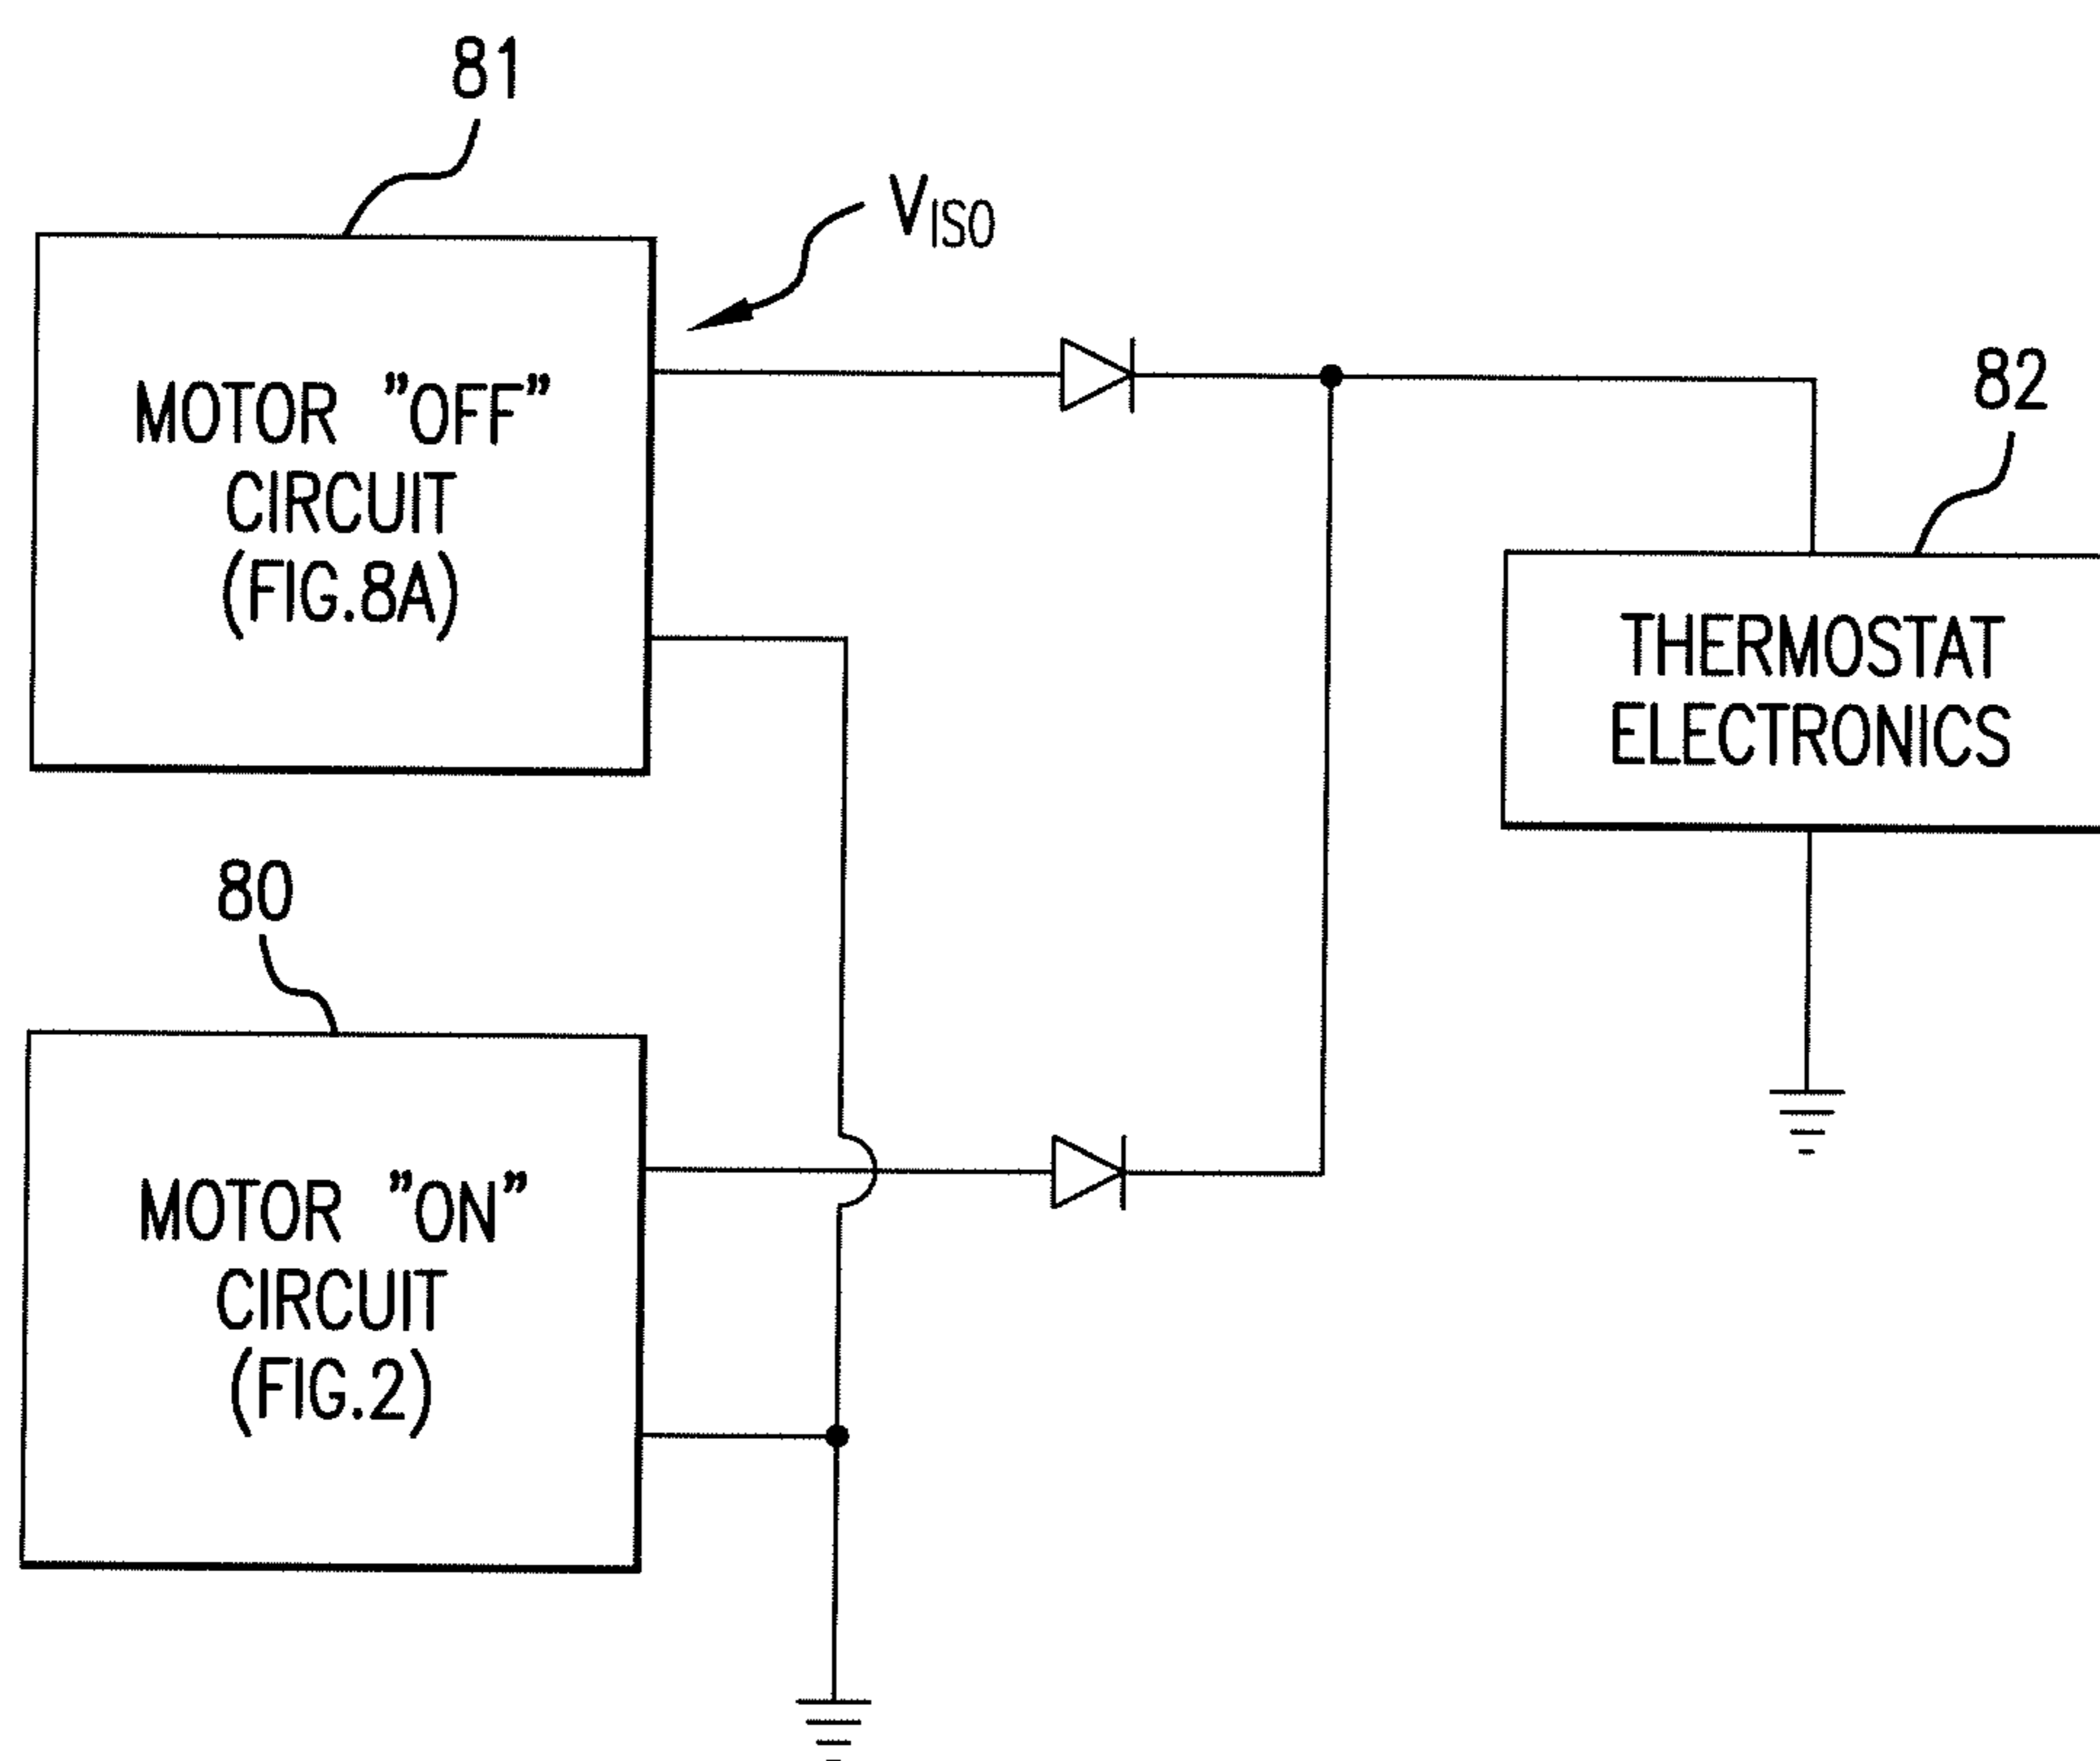 81
VISO
MOTOR "OFF"
CIRCUIT
(FIG.8A)
82
THERMOSTAT
ELECTRONICS
80
MOTOR "ON"
CIRCUIT
(FIG.2)